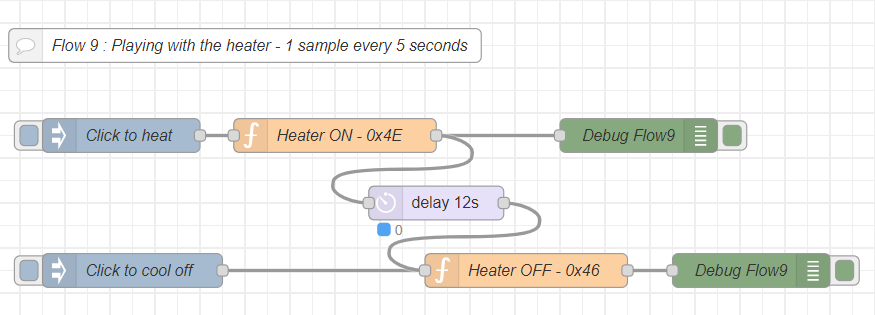 Flow 9 : Playing with the heater - 1 sample every 5 seconds
Click to heat
Heater ON - 0x4E
Debug Flow9
delay 12s
0
Click to cool off
Heater OFF - 0x46
Debug Flow9